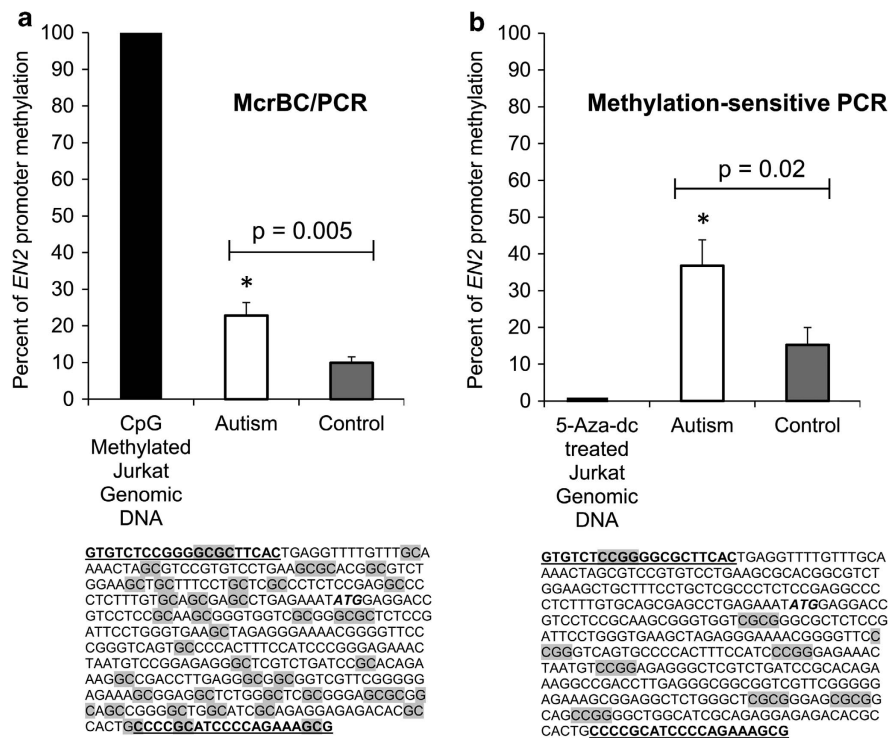 a
100
90
80
70
60
50
40
30
20
10
0
Percent of EN2 promoter methylation
McrBC/PCR
p = 0.005
*
CpG
Methylated
Jurkat
Genomic
DNA
Autism
Control
GTGTCTCCGGGGCGCTTCACTGAGGTTTTGTTTGCA
AAACTAGCGTCCGTGTCCTGAAGCGCACGGCGTCT
GGAAGCTGCTTTCCTGCTCGCCCTCTCCGAGGCCC
CTCTTTGTGCAGCGAGCCTGAGAAATATGGAGGACC
GTCCTCCGCAAGCGGGTGGTCGCGGGGCGCTCTCCG
ATTCCTGGGTGAAGCTAGAGGGAAAACGGGGTTCC
CGGGTCAGTGCCCCACTTTCCATCCCGGGAGAAAC
TAATGTCCGGAGAGGGCTCGTCTGATCCGCACAGA
AAGGCCGACCTTGAGGGCGGCGGTCGTTCGGGGG
AGAAAGCGGAGGCTCTGGGCTCGCGGGAGCGCGG
CAGCCGGGGCTGGCATCGCAGAGGAGAGACACGC
CACTGCCCCGCATCCCCAGAAAGCG
b
100
90
80
70
60
50
40
30
20
10
0
Percent of EN2 promoter methylation
Methylation-sensitive PCR
p = 0.02
*
5-Aza-dc
treated
Jurkat
Genomic
DNA
Autism
Control
GTGTCTCCGGGGCGCTTCACTGAGGTTTTGTTTGCA
AAACTAGCGTCCGTGTCCTGAAGCGCACGGCGTCT
GGAAGCTGCTTTCCTGCTCGCCCTCTCCGAGGCCC
CTCTTTGTGCAGCGAGCCTGAGAAATATGGAGGACC
GTCCTCCGCAAGCGGGTGGTCGCGGGGCGCTCTCCG
ATTCCTGGGTGAAGCTAGAGGGAAAACGGGGTTCC
CGGGTCAGTGCCCCACTTTCCATCCCGGGAGAAAC
TAATGTCCGGAGAGGGCTCGTCTGATCCGCACAGA
AAGGCCGACCTTGAGGGCGGCGGTCGTTCGGGGG
AGAAAGCGGAGGCTCTGGGCTCGCGGGAGCGCGG
CAGCCGGGGCTGGCATCGCAGAGGAGAGACACGC
CACTGCCCCGCATCCCCAGAAAGCG